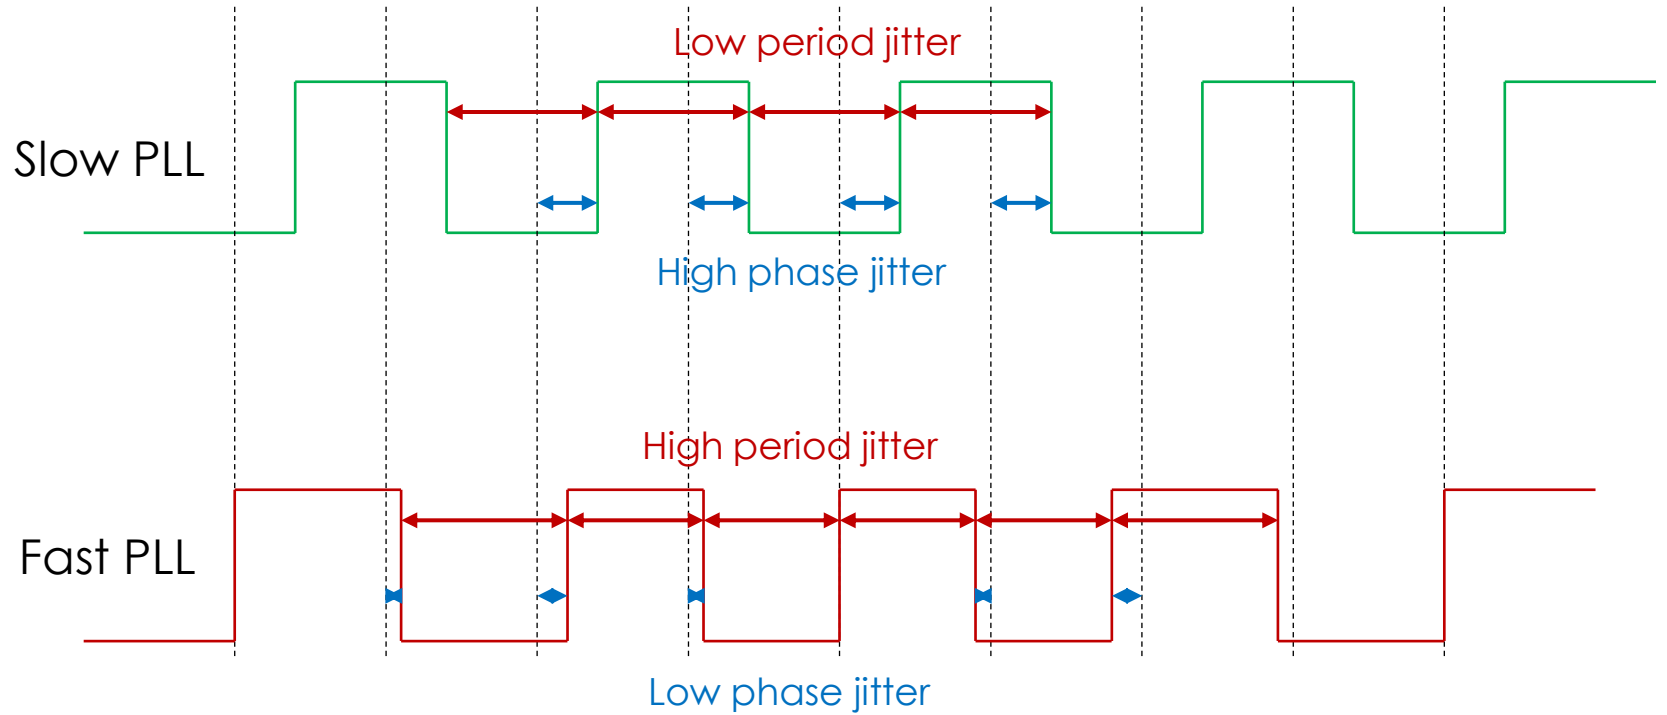 Low period jitter
Slow PLL
High phase jitter
High period jitter
Fast PLL
Low phase jitter